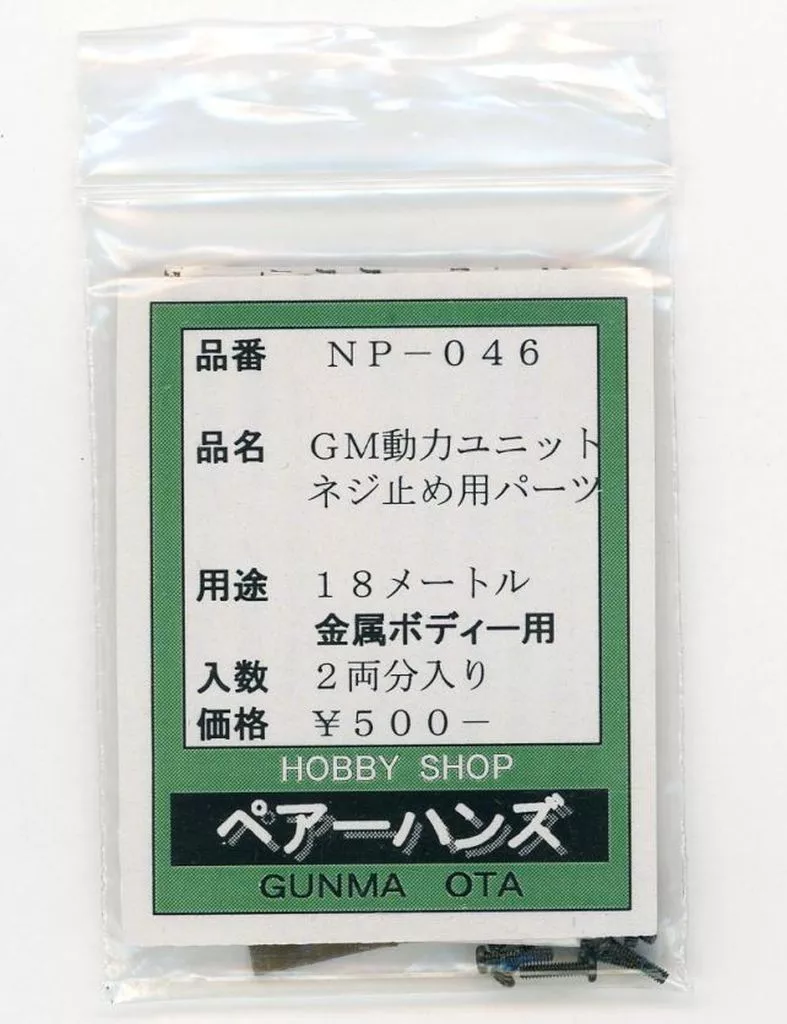 品番 NP－046
品名 GM動力ユニット
ネジ止め用パーツ
用途 18メートル
金属ボディー用
入数 2両分入り
価格 ¥500－
HOBBY SHOP
ペアーハンズ
GUNMA OTA